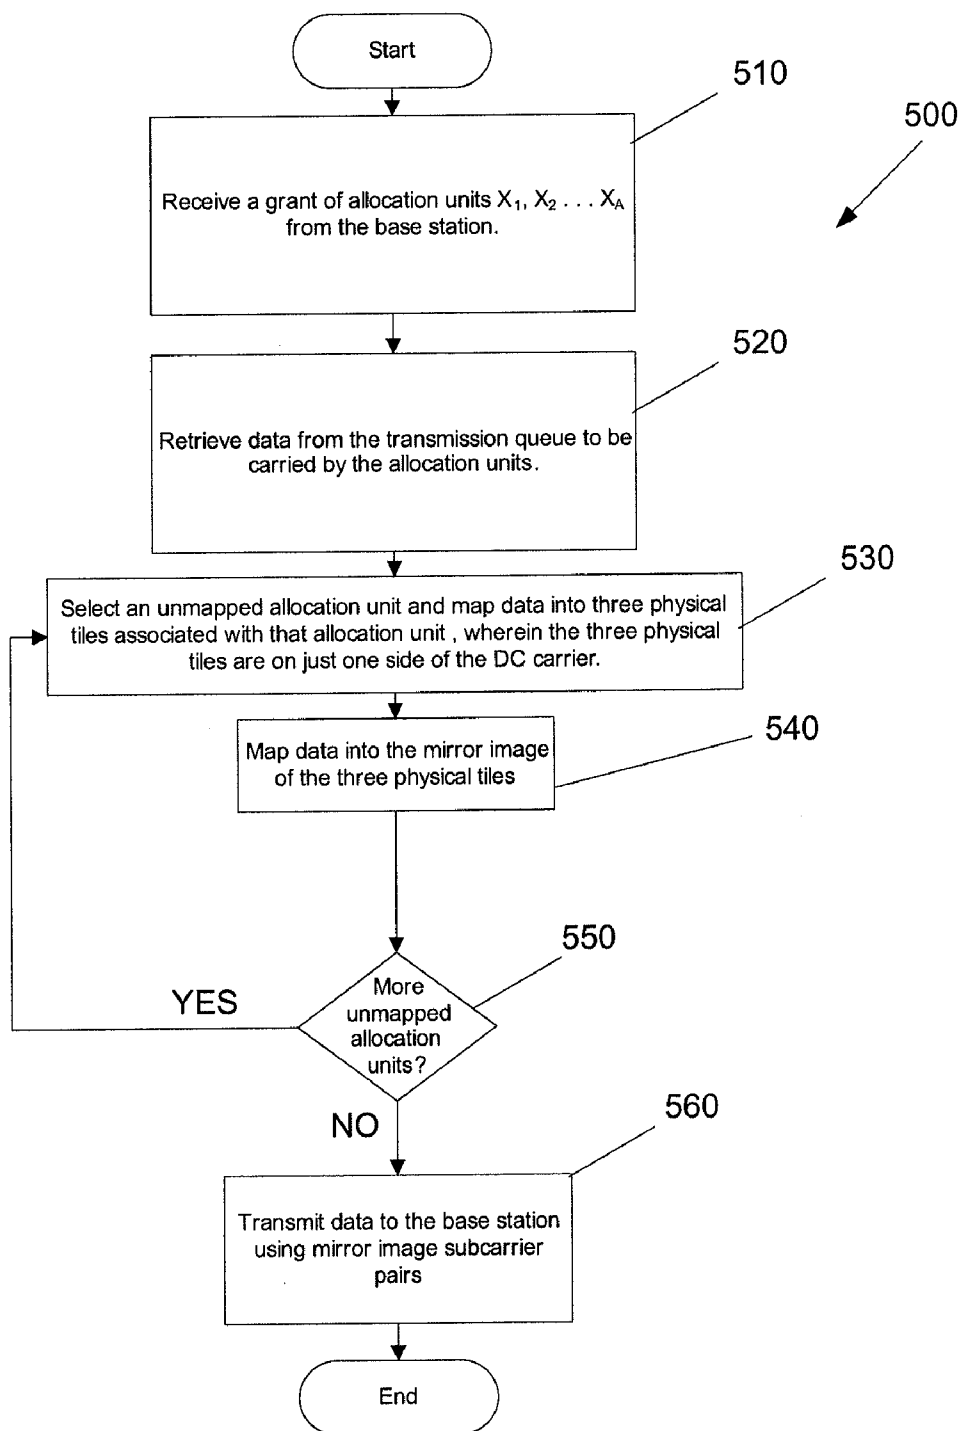 Start
510
500
Receive a grant of allocation units X₁, X₂ . . . X_A
from the base station.
520
Retrieve data from the transmission queue to be
carried by the allocation units.
530
Select an unmapped allocation unit and map data into three physical
tiles associated with that allocation unit , wherein the three physical
tiles are on just one side of the DC carrier.
540
Map data into the mirror image
of the three physical tiles
550
More
unmapped
allocation
units?
YES
NO
560
Transmit data to the base station
using mirror image subcarrier
pairs
End